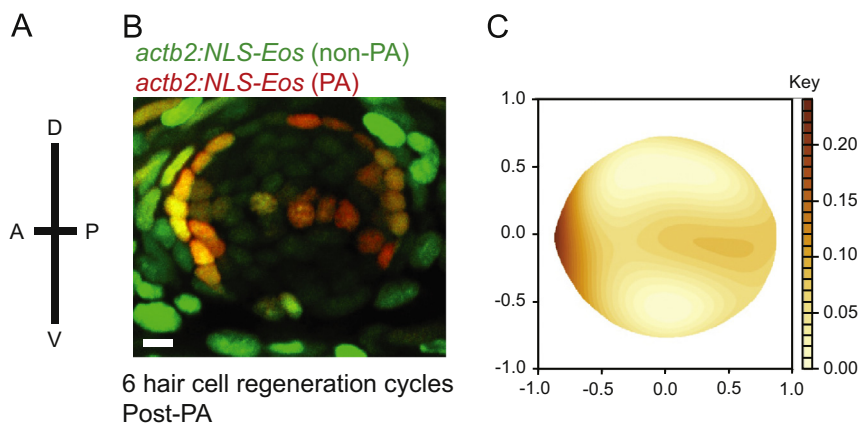 A
B
C
actb2:NLS-Eos (non-PA)
actb2:NLS-Eos (PA)
D
A P
V
6 hair cell regeneration cycles
Post-PA
Key
1.0
0.5
0.0
-0.5
-1.0
-1.0 -0.5 0.0 0.5 1.0
0.20
0.15
0.10
0.05
0.00